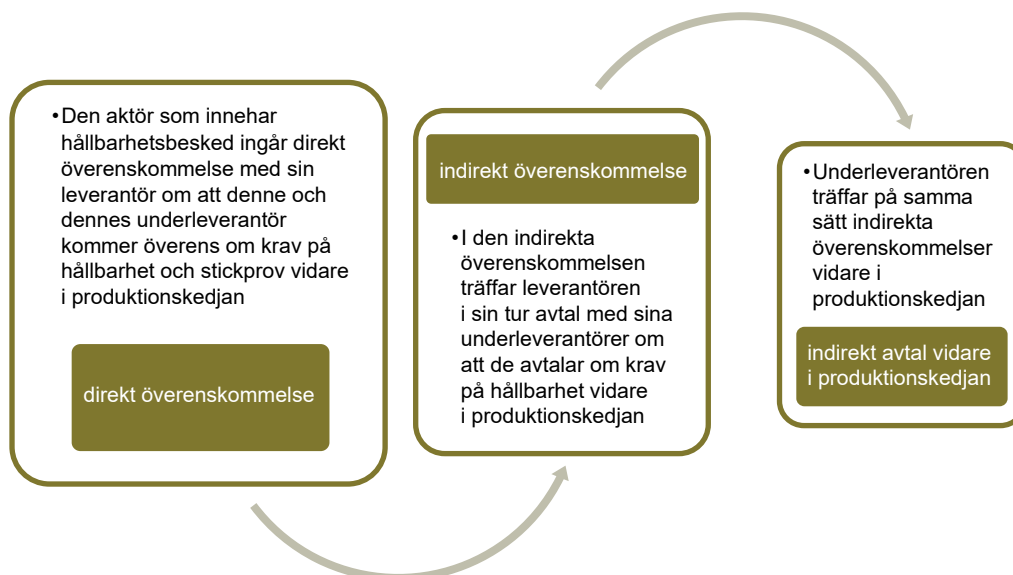 •Den aktör som innehar
hållbarhetsbesked ingår direkt
överenskommelse med sin
leverantör om att denne och
dennes underleverantör
kommer överens om krav på
hållbarhet och stickprov vidare
i produktionskedjan
direkt överenskommelse
indirekt överenskommelse
•I den indirekta
överenskommelsen
träffar leverantören
i sin tur avtal med sina
underleverantörer om
att de avtalar om krav
på hållbarhet vidare
i produktionskedjan
•Underleverantören
träffar på samma
sätt indirekta
överenskommelser
vidare i
produktionskedjan
indirekt avtal vidare
i produktionskedjan